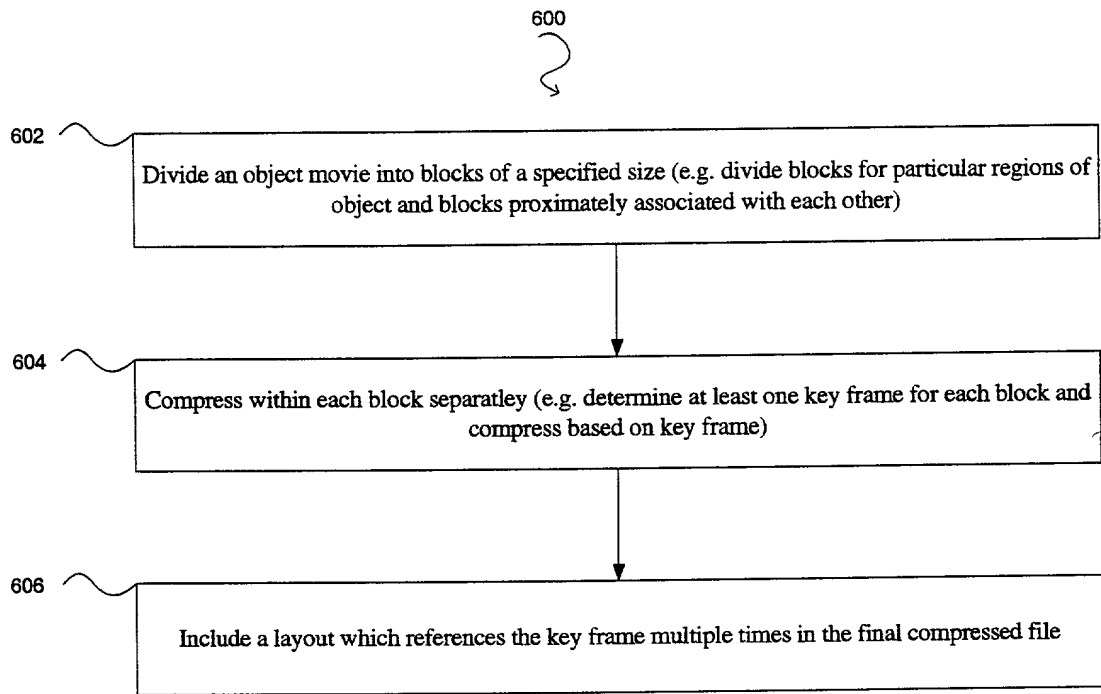 600
602
Divide an object movie into blocks of a specified size (e.g. divide blocks for particular regions of
object and blocks proximately associated with each other)
604
Compress within each block separatley (e.g. determine at least one key frame for each block and
compress based on key frame)
606
Include a layout which references the key frame multiple times in the final compressed file